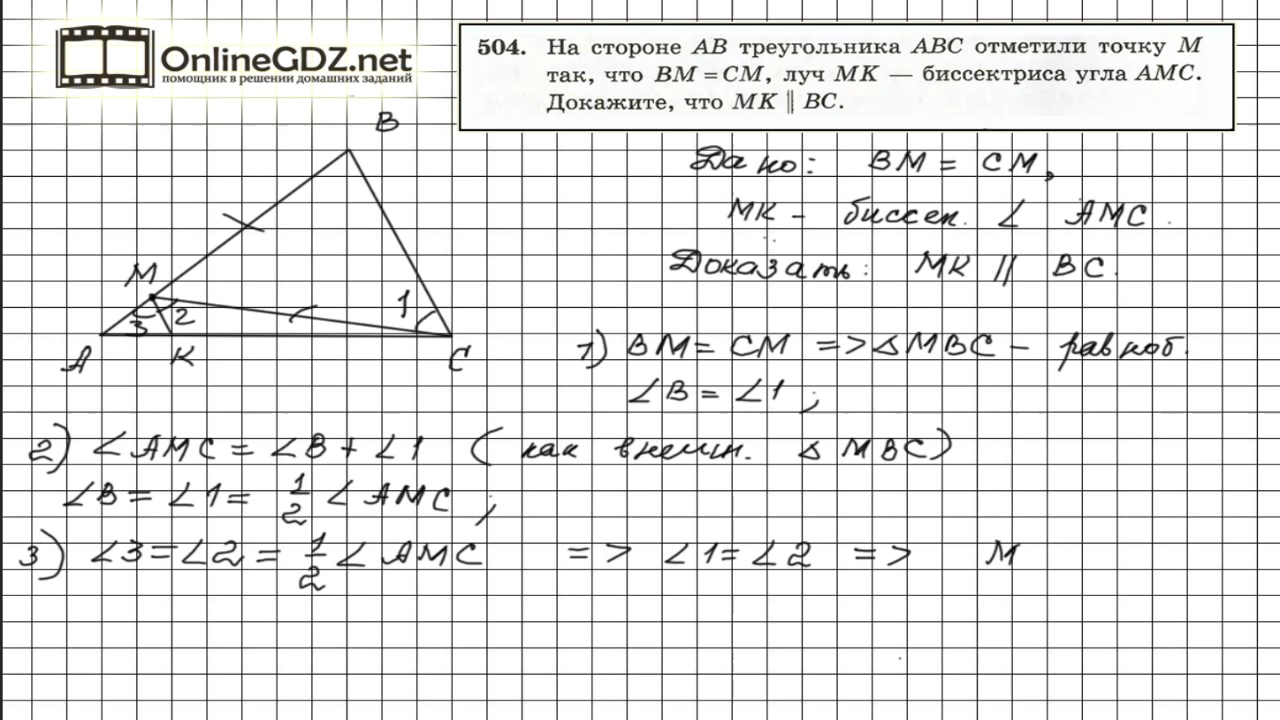 OnlineGDZ.net
помощник в решении домашних заданий
504. На стороне AB треугольника ABC отметили точку M
так, что BM = CM, луч MK — биссектриса угла AMC.
Докажите, что MK ∥ BC.
Дано: BM = CM,
MK - биссек. ∠ AMC.
Доказать: MK || BC.
B
M
3
2
1
A
K
C
1) BM = CM => △MBC - равноб.
∠B = ∠1 ;
2) ∠AMC = ∠B + ∠1 ( как внешн. △ MBC)
∠B = ∠1 = 1/2 ∠ AMC ;
3) ∠3 = ∠2 = 1/2 ∠ AMC => ∠1 = ∠2 => M